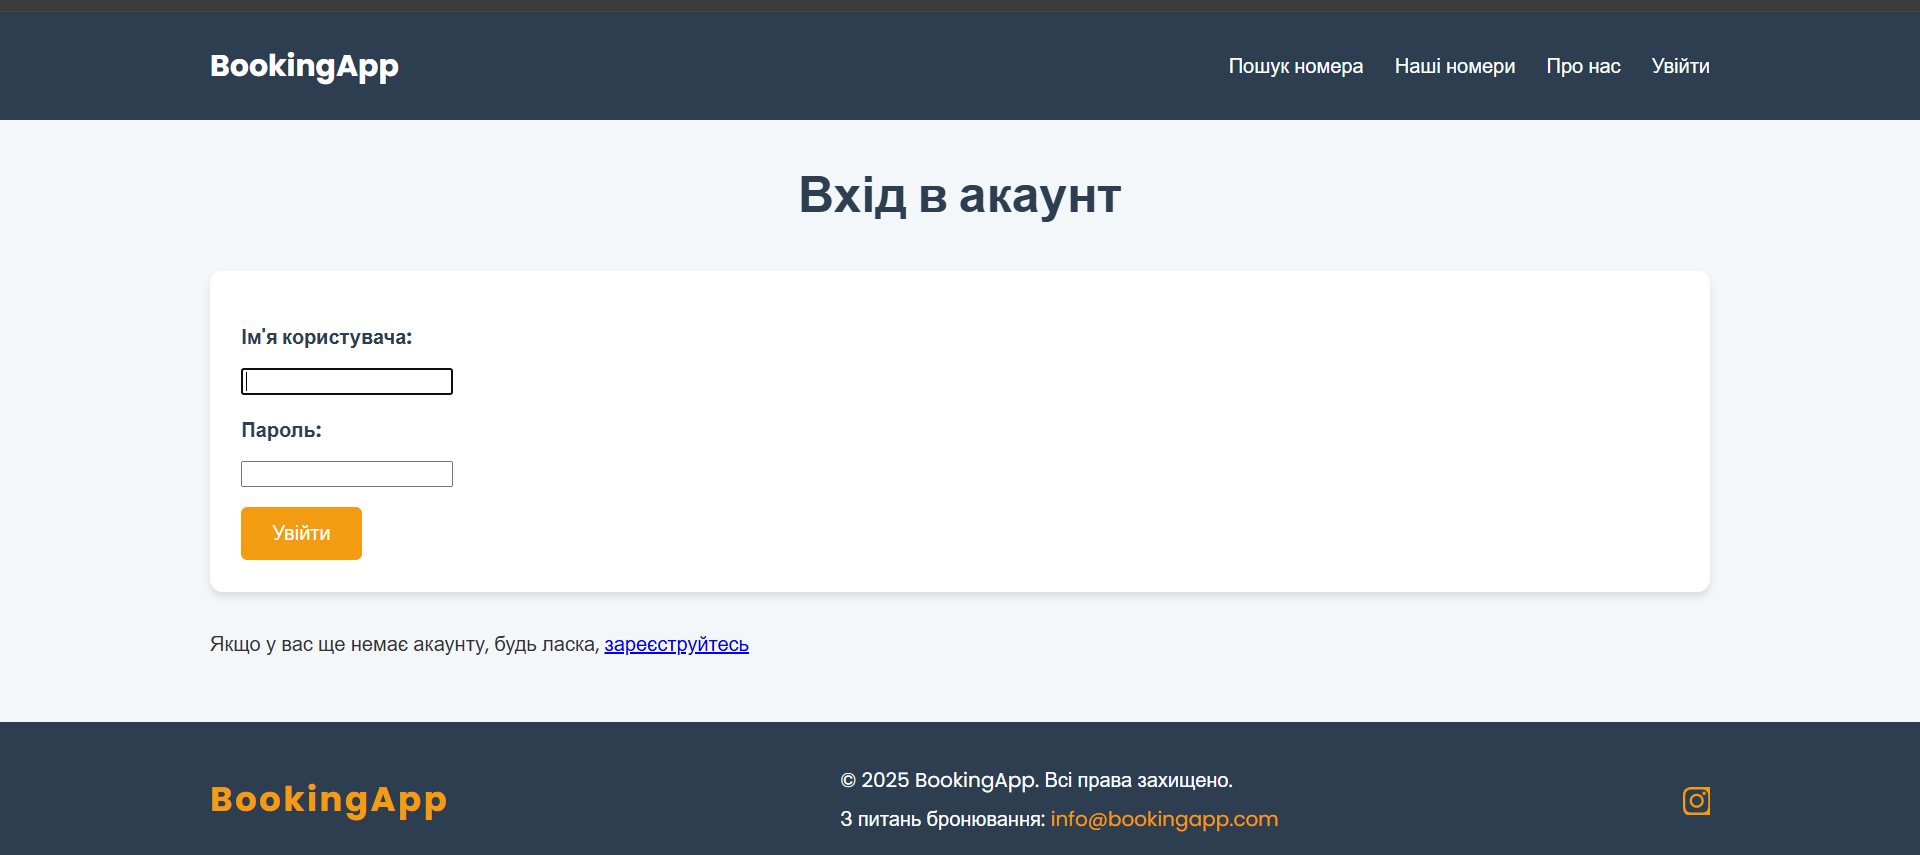 BookingApp
Пошук номера Наші номери Про нас Увійти
Вхід в акаунт
Ім'я користувача:
Пароль:
Увійти
Якщо у вас ще немає акаунту, будь ласка, зареєструйтесь
BookingApp
© 2025 BookingApp. Всі права захищено.
З питань бронювання: info@bookingapp.com